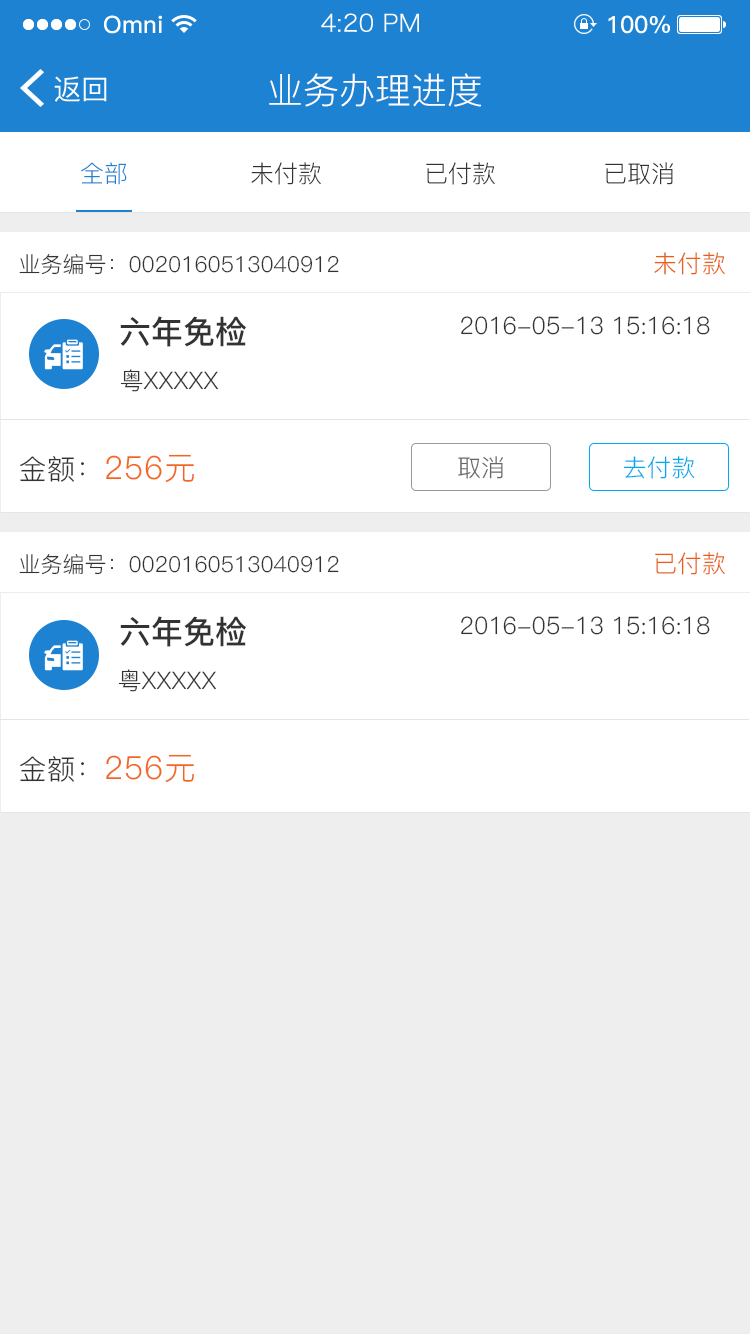 Omni 4:20 PM 100%
返回 业务办理进度
全部 未付款 已付款 已取消
业务编号：0020160513040912 未付款
六年免检 2016-05-13 15:16:18
粤XXXXX
金额：256元 取消 去付款
业务编号：0020160513040912 已付款
六年免检 2016-05-13 15:16:18
粤XXXXX
金额：256元